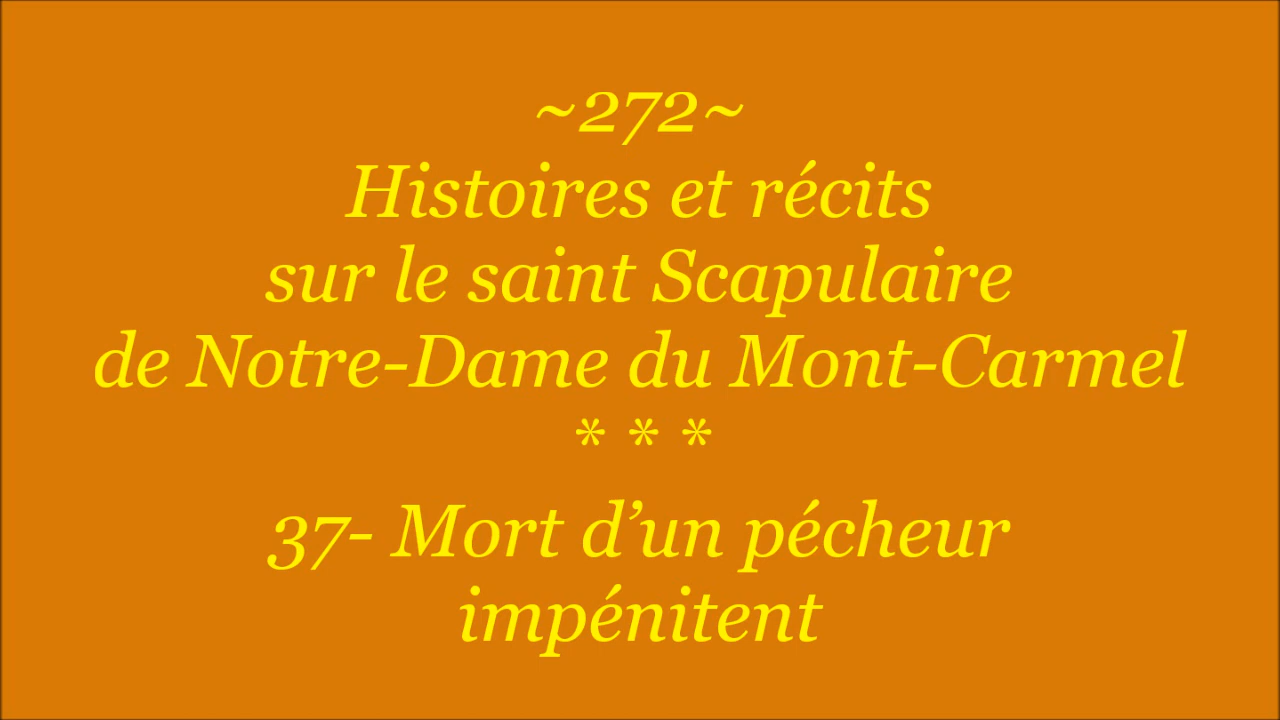 ~272~
Histoires et récits
sur le saint Scapulaire
de Notre-Dame du Mont-Carmel
* * *
37- Mort d’un pécheur
impénitent